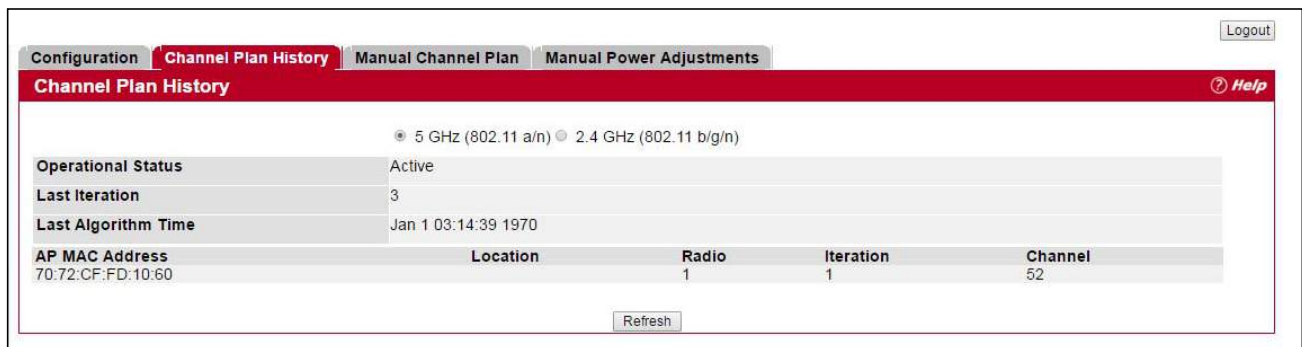 Logout
Configuration Channel Plan History Manual Channel Plan Manual Power Adjustments
Channel Plan History ? Help
5 GHz (802.11 a/n) 2.4 GHz (802.11 b/g/n)
Operational Status Active
Last Iteration 3
Last Algorithm Time Jan 1 03:14:39 1970
AP MAC Address Location Radio Iteration Channel
70:72:CF:FD:10:60 1 1 52
Refresh